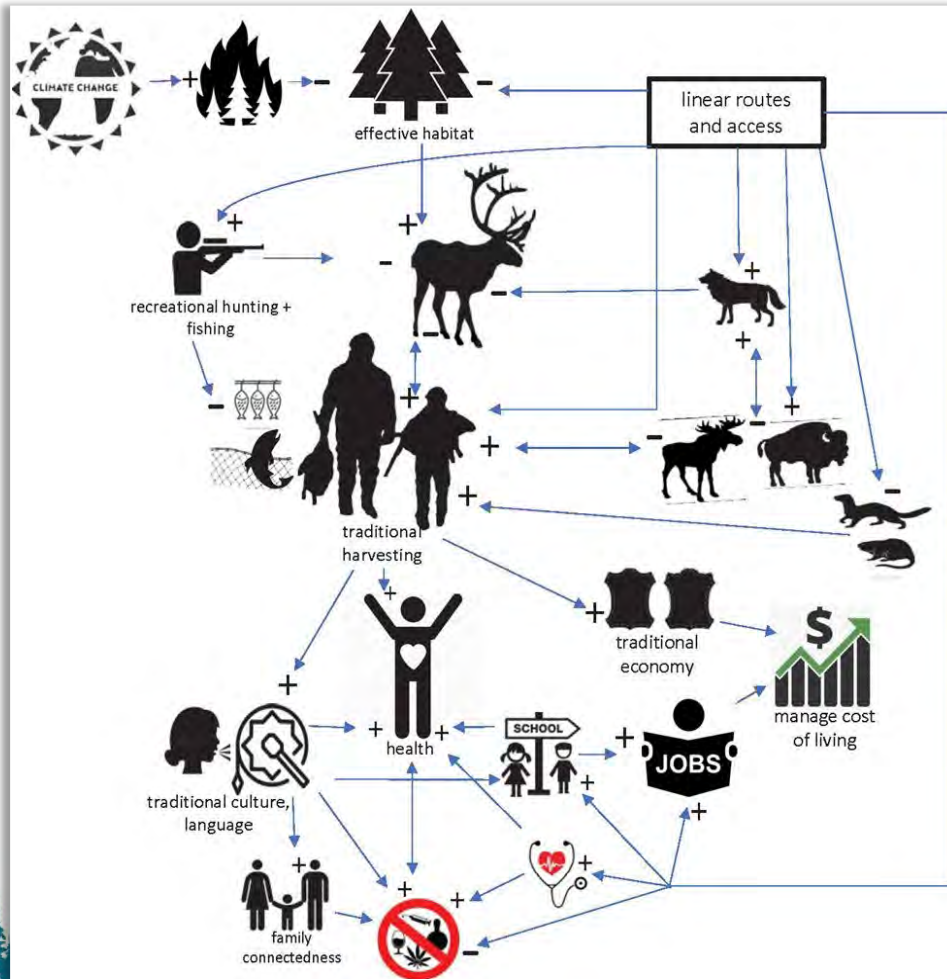 CLIMATE CHANGE
effective habitat
linear routes
and access
recreational hunting +
fishing
traditional
harvesting
traditional
economy
$
manage cost
of living
SCHOOL
JOBS
health
traditional culture,
language
family
connectedness